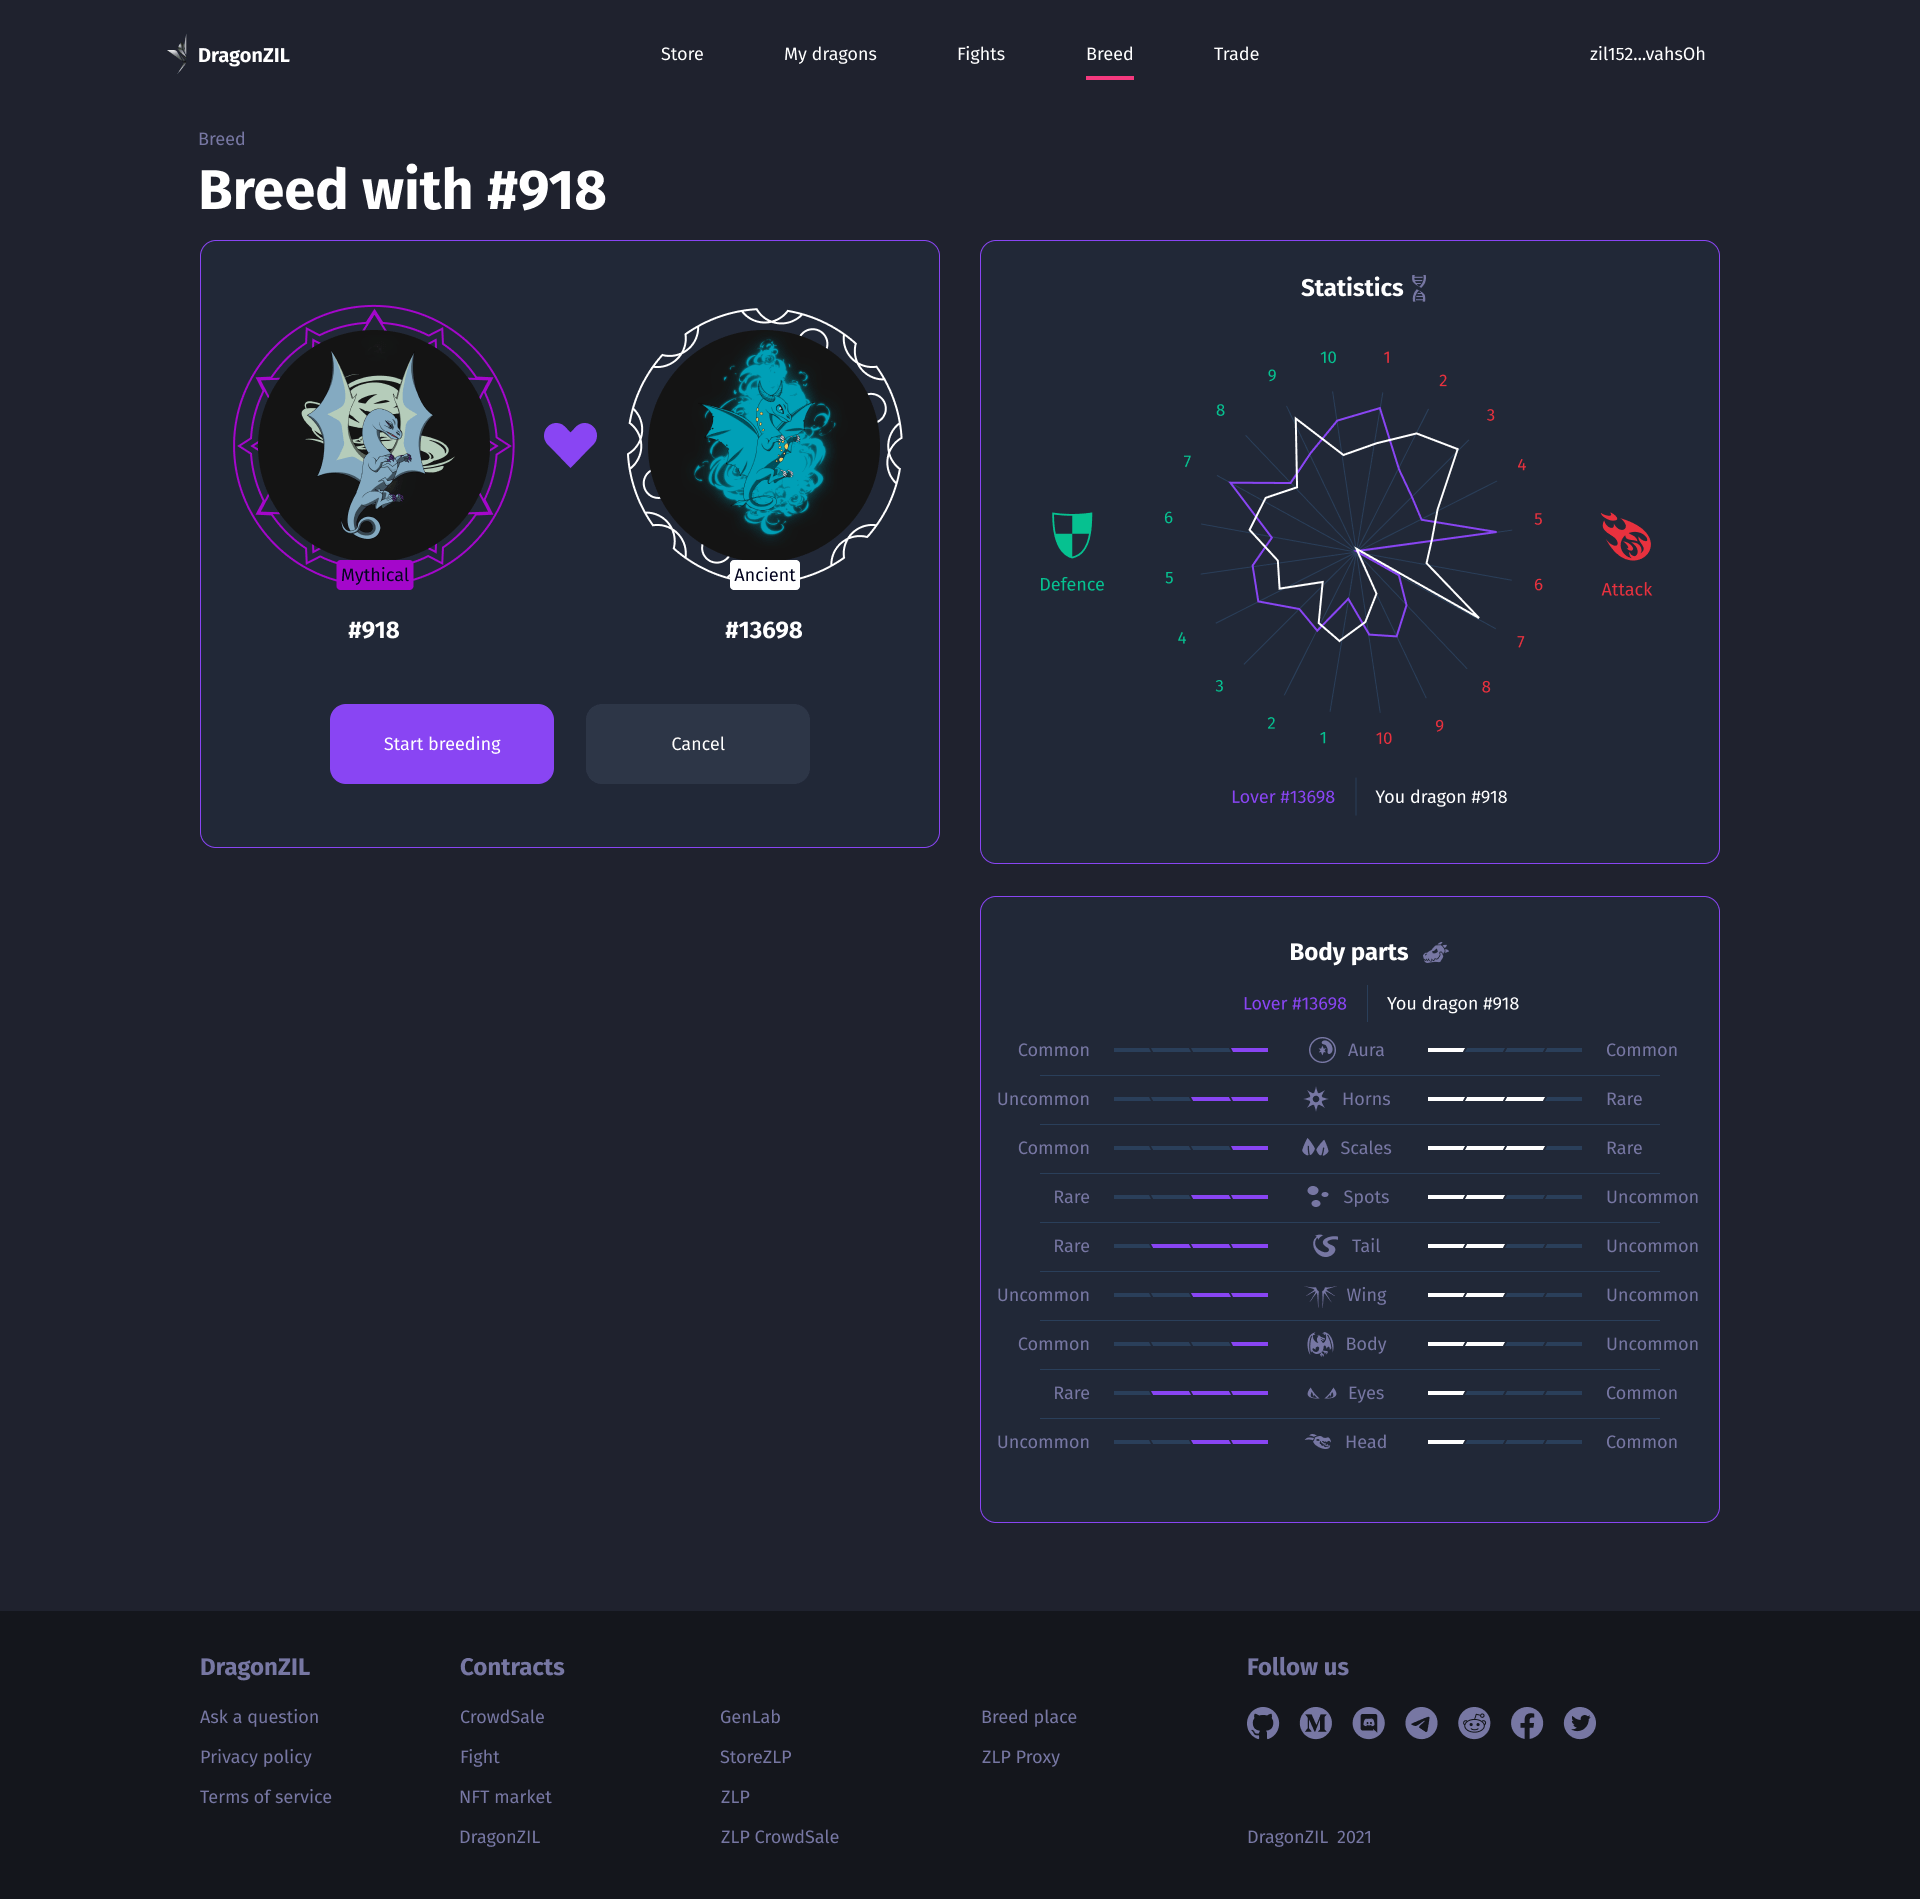 DragonZIL
Store
My dragons
Fights
Breed
Trade
zil152...vahsOh
Breed
Breed with #918
Mythical
Ancient
#918
#13698
Start breeding
Cancel
Statistics
10
1
9
2
8
3
7
4
6
5
Defence
Attack
5
6
4
7
3
8
2
9
1
10
Lover #13698
You dragon #918
Body parts
Lover #13698
You dragon #918
Common Aura Common
Uncommon Horns Rare
Common Scales Rare
Rare Spots Uncommon
Rare Tail Uncommon
Uncommon Wing Uncommon
Common Body Uncommon
Rare Eyes Common
Uncommon Head Common
DragonZIL
Ask a question
Privacy policy
Terms of service
Contracts
CrowdSale
Fight
NFT market
DragonZIL
GenLab
StoreZLP
ZLP
ZLP CrowdSale
Breed place
ZLP Proxy
Follow us
DragonZIL 2021